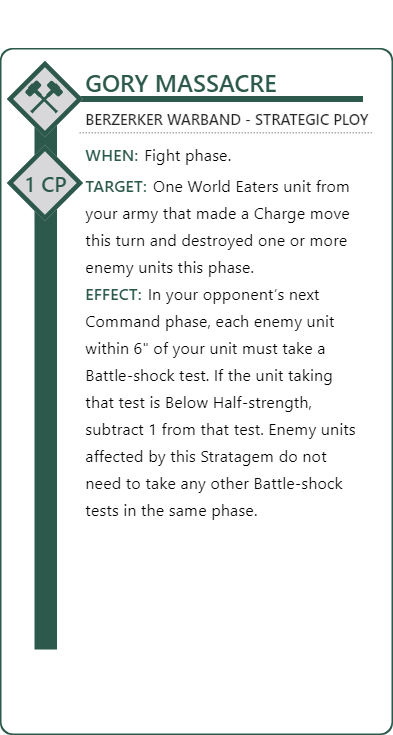 GORY MASSACRE
BERZERKER WARBAND - STRATEGIC PLOY
WHEN: Fight phase.
1 CP
TARGET: One World Eaters unit from
your army that made a Charge move
this turn and destroyed one or more
enemy units this phase.
EFFECT: In your opponent's next
Command phase, each enemy unit
within 6" of your unit must take a
Battle-shock test. If the unit taking
that test is Below Half-strength,
subtract 1 from that test. Enemy units
affected by this Stratagem do not
need to take any other Battle-shock
tests in the same phase.